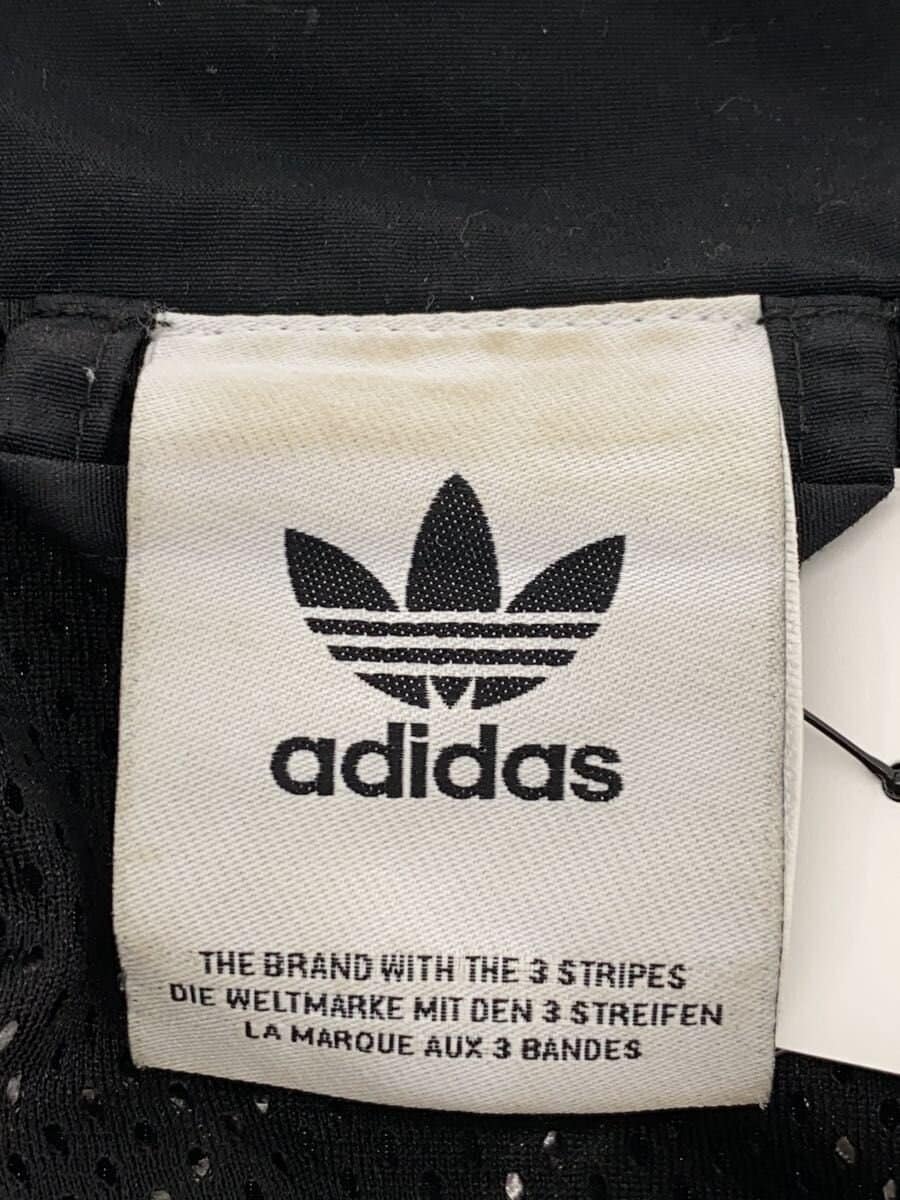 adidas
THE BRAND WITH THE 3 STRIPES
DIE WELTMARKE MIT DEN 3 STREIFEN
LA MARQUE AUX 3 BANDES